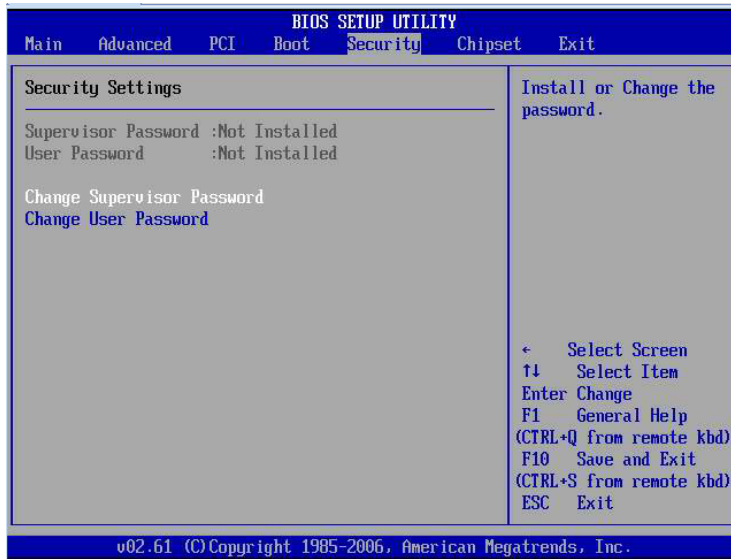 BIOS SETUP UTILITY
Main Advanced PCI Boot Security Chipset Exit
Security Settings
Supervisor Password :Not Installed
User Password :Not Installed
Change Supervisor Password
Change User Password
Install or Change the
password.
← Select Screen
↑↓ Select Item
Enter Change
F1 General Help
(CTRL+Q from remote kbd)
F10 Save and Exit
(CTRL+S from remote kbd)
ESC Exit
v02.61 (C)Copyright 1985-2006, American Megatrends, Inc.